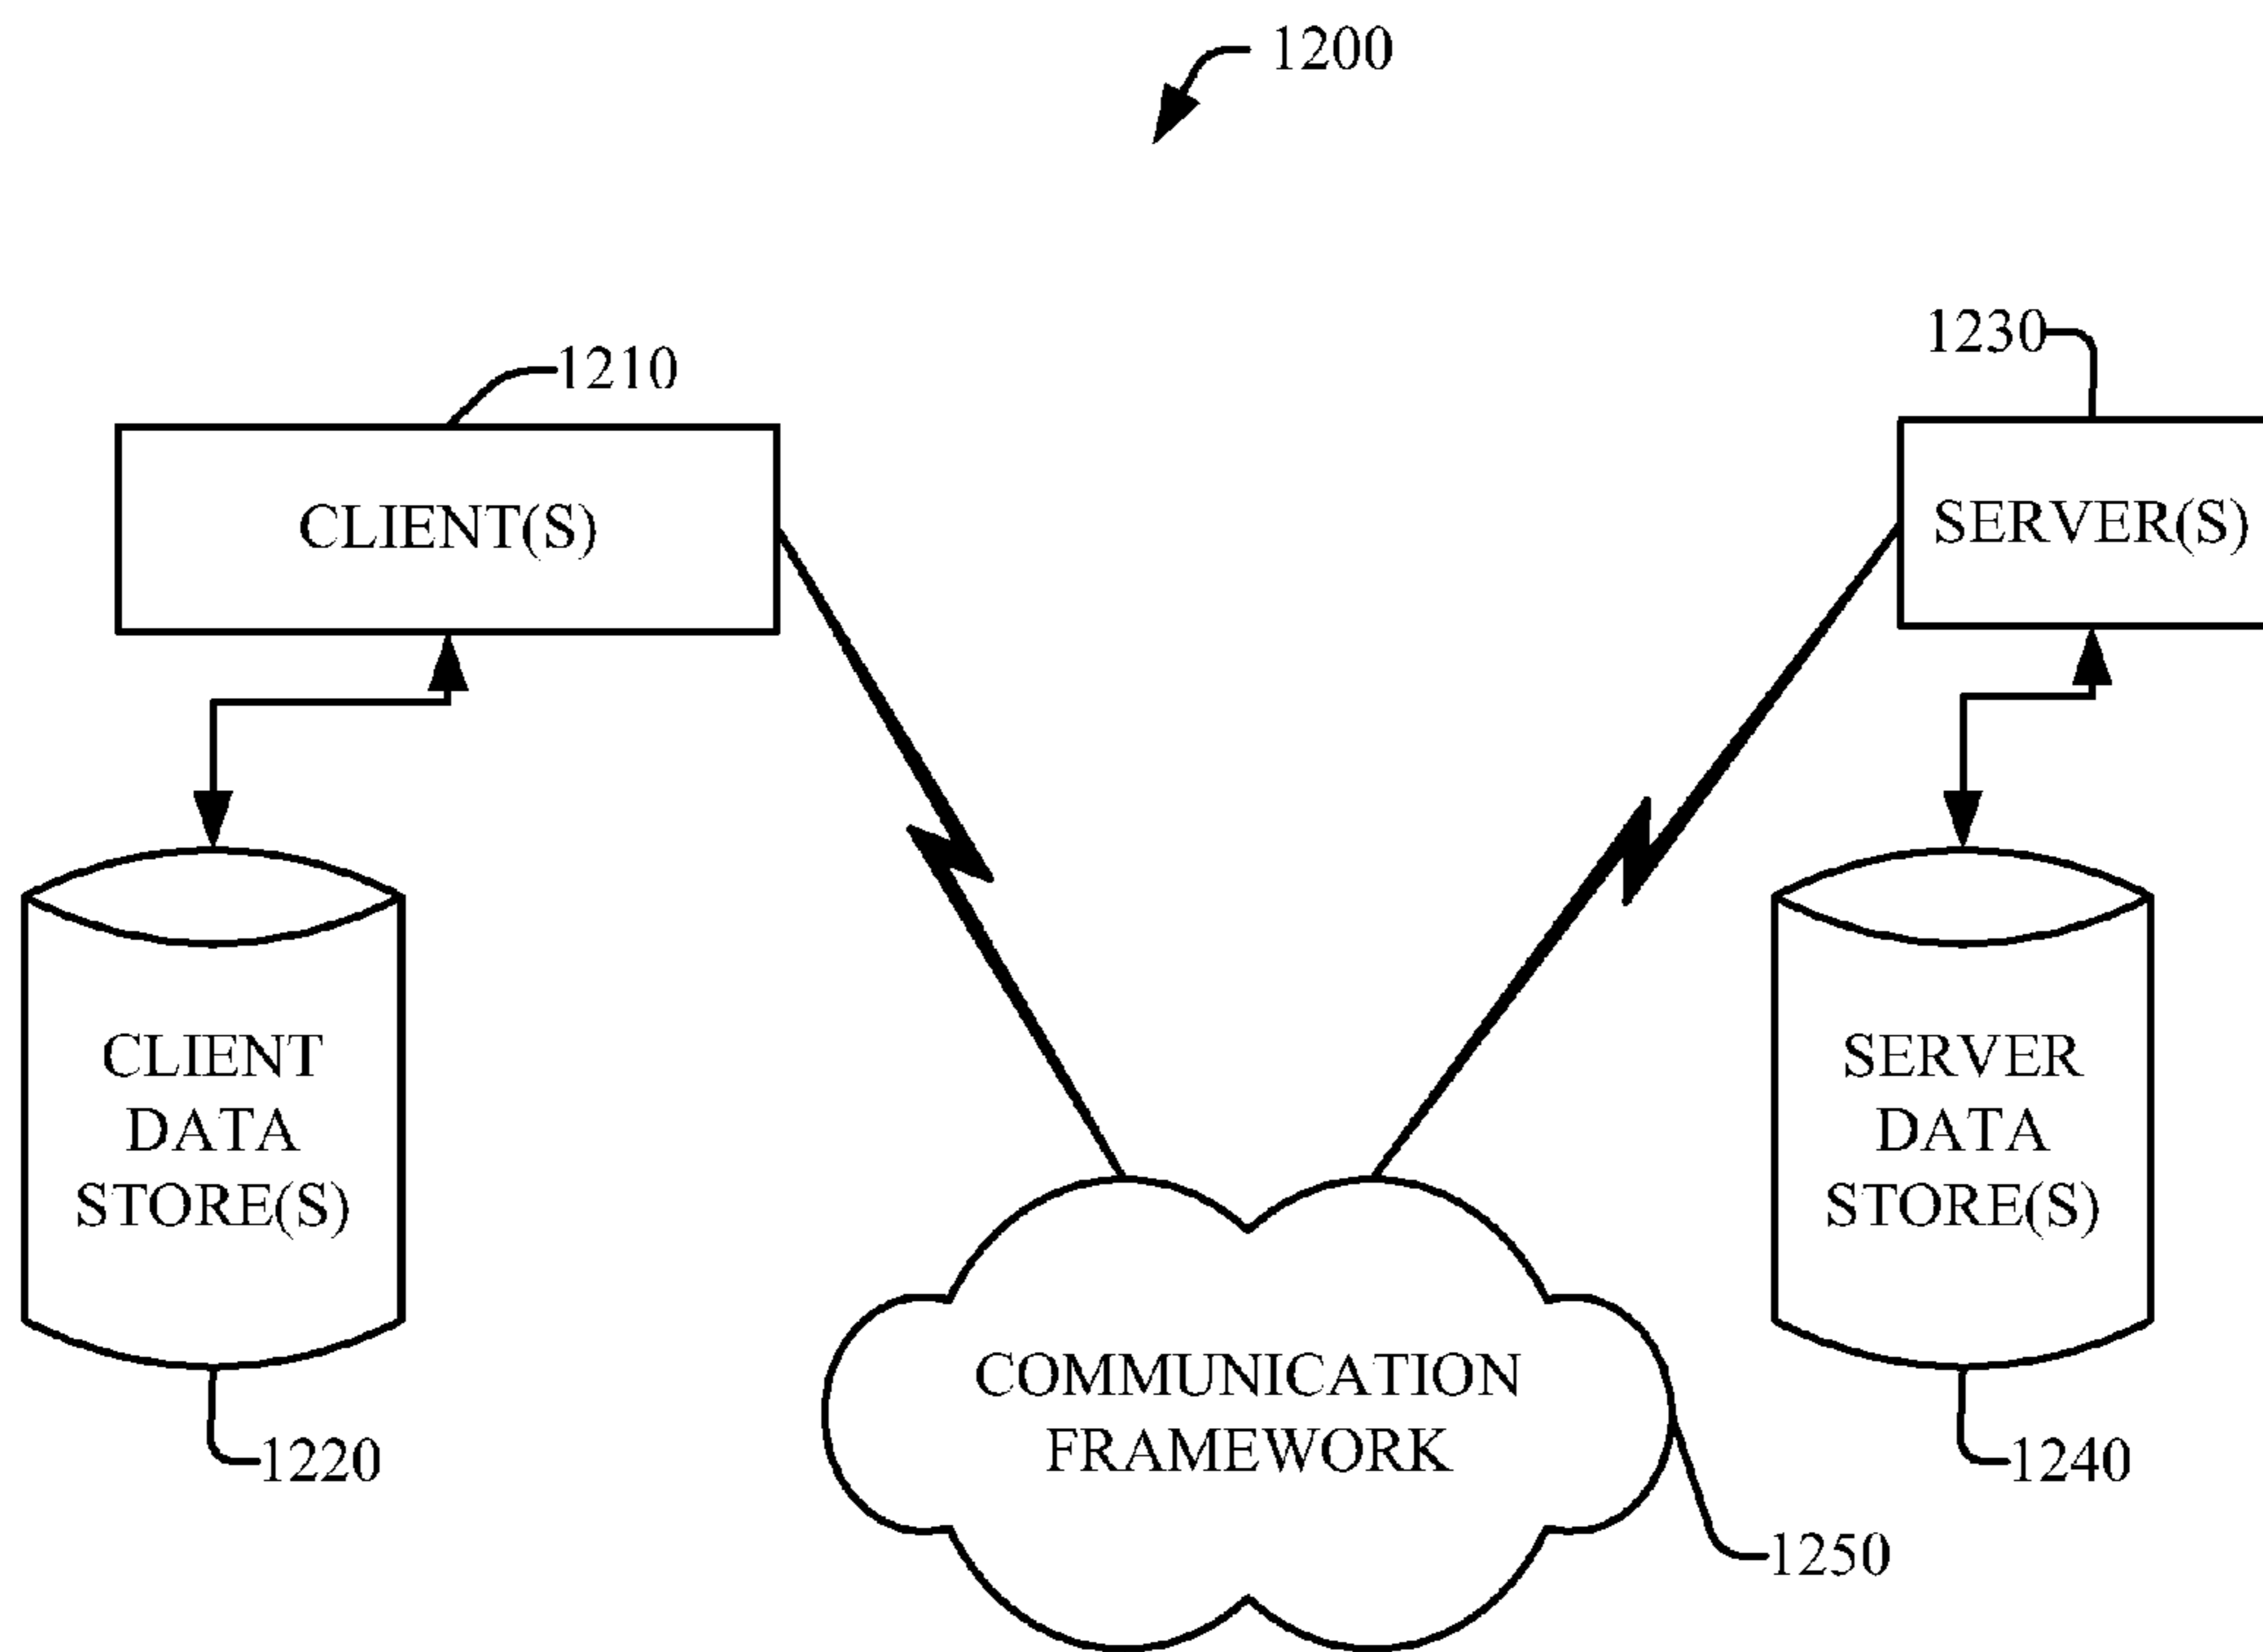 1200
1210
1230
CLIENT(S)
SERVER(S)
CLIENT
DATA
STORE(S)
SERVER
DATA
STORE(S)
COMMUNICATION
FRAMEWORK
1220
1240
1250